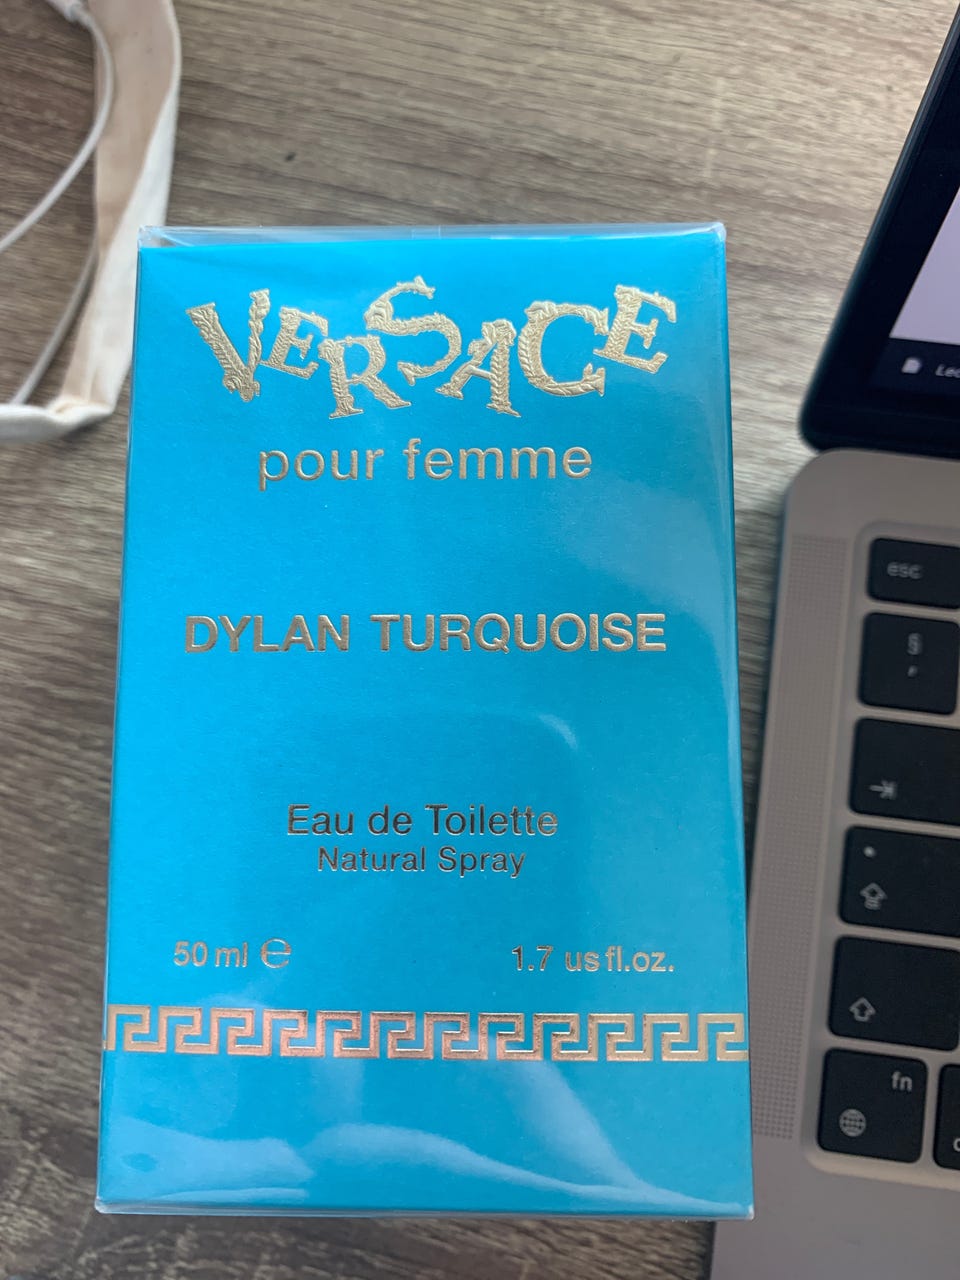 VERSACE
pour femme
DYLAN TURQUOISE
Eau de Toilette
Natural Spray
50 ml ℮ 1.7 us fl.oz.
esc
§
fn